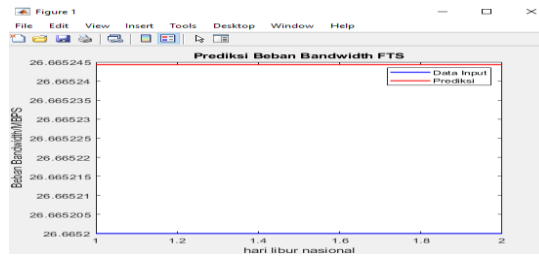 Figure 1
File Edit View Insert Tools Desktop Window Help
Prediksi Beban Bandwidth FTS
Data Input
Prediksi
Beban Bandwidth/MBPS
26.665245
26.66524
26.665235
26.66523
26.665225
26.66522
26.665215
26.66521
26.665205
26.6652
1 1.2 1.4 1.6 1.8 2
hari libur nasional